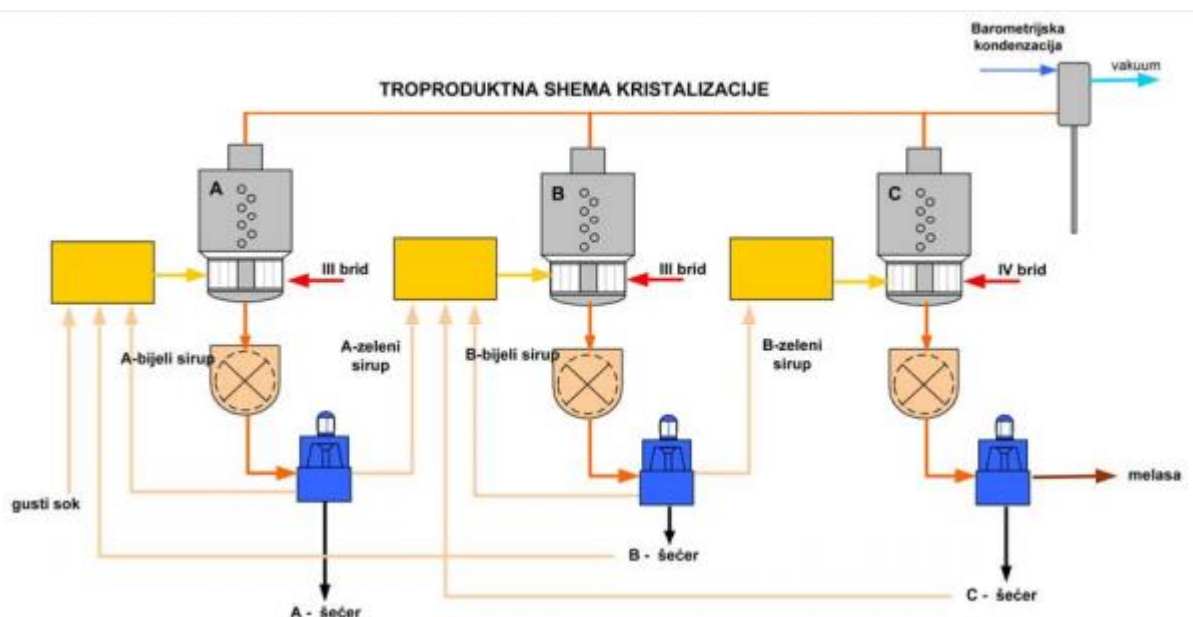 Barometrijska
kondenzacija
vakuum
TROPRODUKTNA SHEMA KRISTALIZACIJE
A
B
C
III brid
III brid
IV brid
A-bijeli sirup
A-zeleni
sirup
B-bijeli sirup
B-zeleni
sirup
gusti sok
melasa
B - šećer
C - šećer
A - šećer